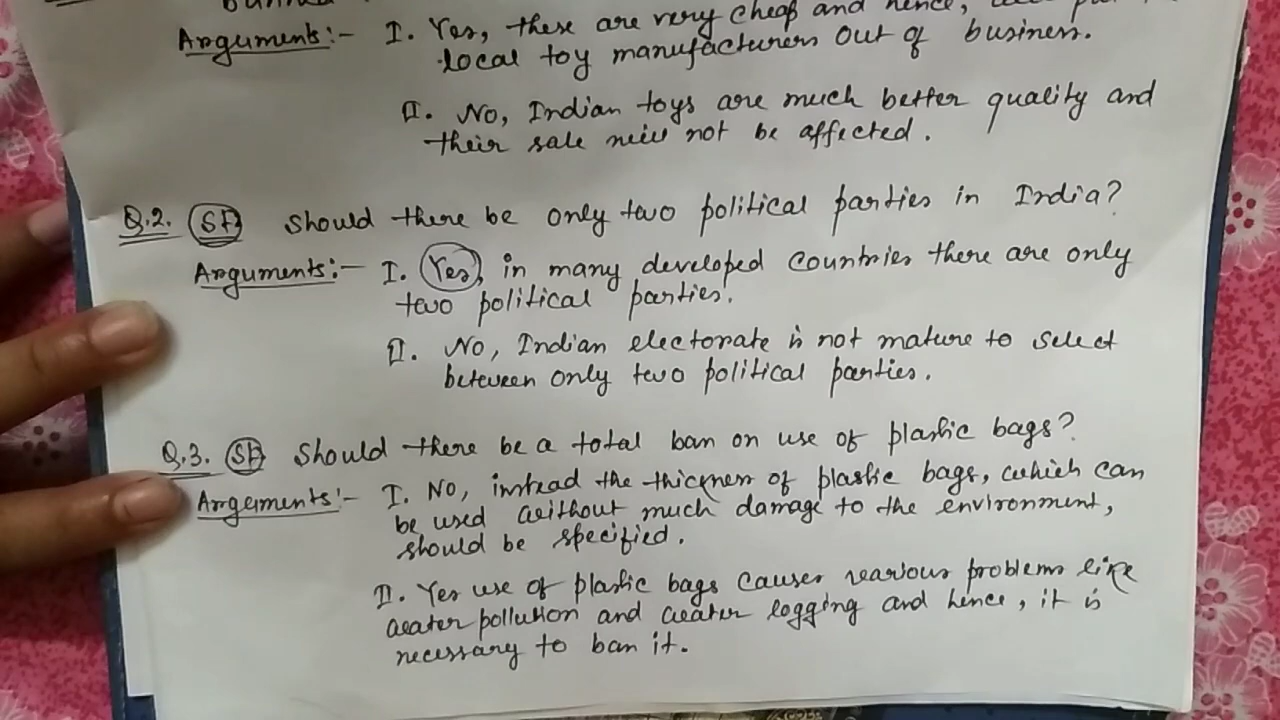 Arguments:- I. Yes, these are very cheap and hence,
local toy manufacturers out of business.
II. No, Indian toys are much better quality and
their sale will not be affected.
Q.2. St Should there be only two political parties in India?
Arguments:- I. Yes, in many developed countries there are only
two political parties.
II. No, Indian electorate is not mature to select
between only two political parties.
Q.3. St Should there be a total ban on use of plastic bags?
Arguments:- I. No, instead the thickness of plastic bags, which can
be used without much damage to the environment,
should be specified.
II. Yes use of plastic bags causes various problems like
water pollution and water logging and hence, it is
necessary to ban it.